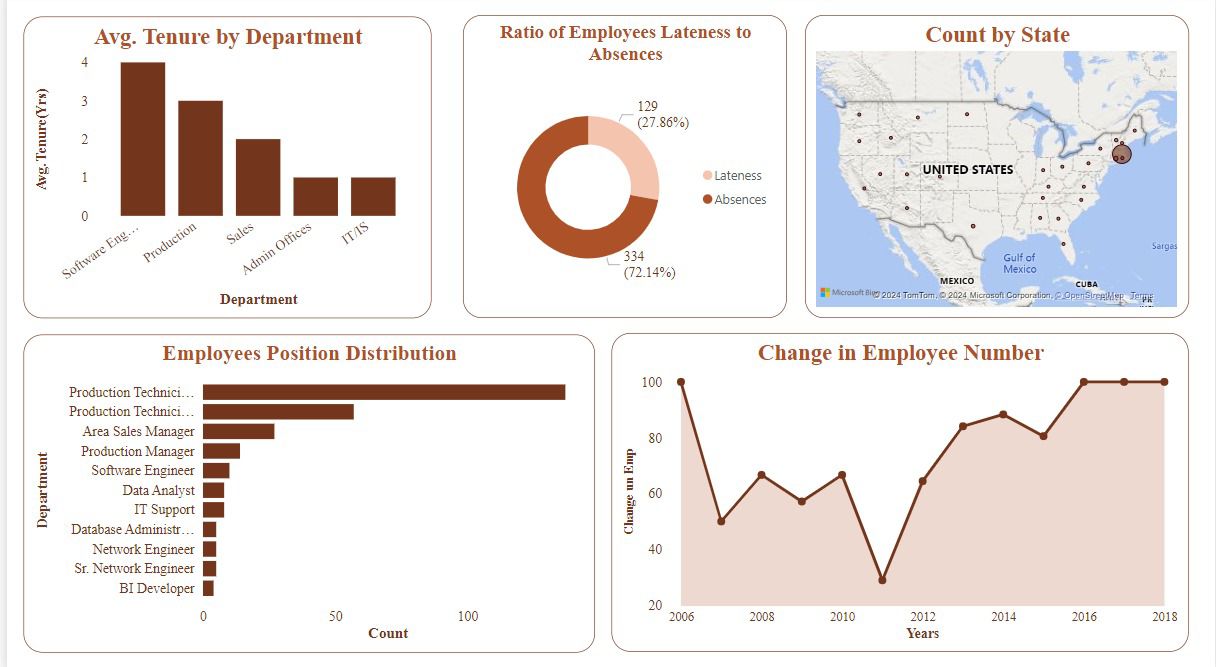 Avg. Tenure by Department
Avg. Tenure(Yrs)
4
3
2
1
0
Software Eng…
Production
Sales
Admin Offices
IT/IS
Department
Ratio of Employees Lateness to
Absences
129
(27.86%)
Lateness
Absences
334
(72.14%)
Count by State
UNITED STATES
Gulf of
Mexico
MEXICO
CUBA
Sargas
PR
Microsoft Bing
© 2024 TomTom, © 2024 Microsoft Corporation, © OpenStreetMap Terms
Employees Position Distribution
Department
Production Technici…
Production Technici…
Area Sales Manager
Production Manager
Software Engineer
Data Analyst
IT Support
Database Administr…
Network Engineer
Sr. Network Engineer
BI Developer
0
50
100
Count
Change in Employee Number
Change un Emp
100
80
60
40
20
2006
2008
2010
2012
2014
2016
2018
Years